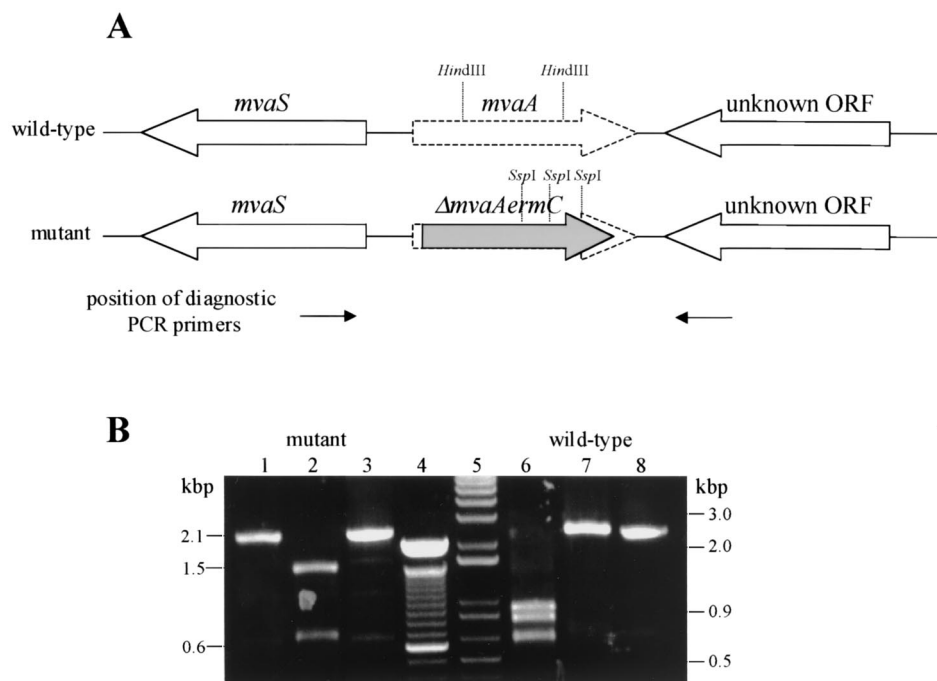 A
HindIII HindIII
mvaS mvaA unknown ORF
wild-type
SspI SspI SspI
mvaS ΔmvaAermC unknown ORF
mutant
position of diagnostic
PCR primers
B
mutant wild-type
1 2 3 4 5 6 7 8
kbp kbp
3.0
2.1 2.0
1.5
0.9
0.6
0.5